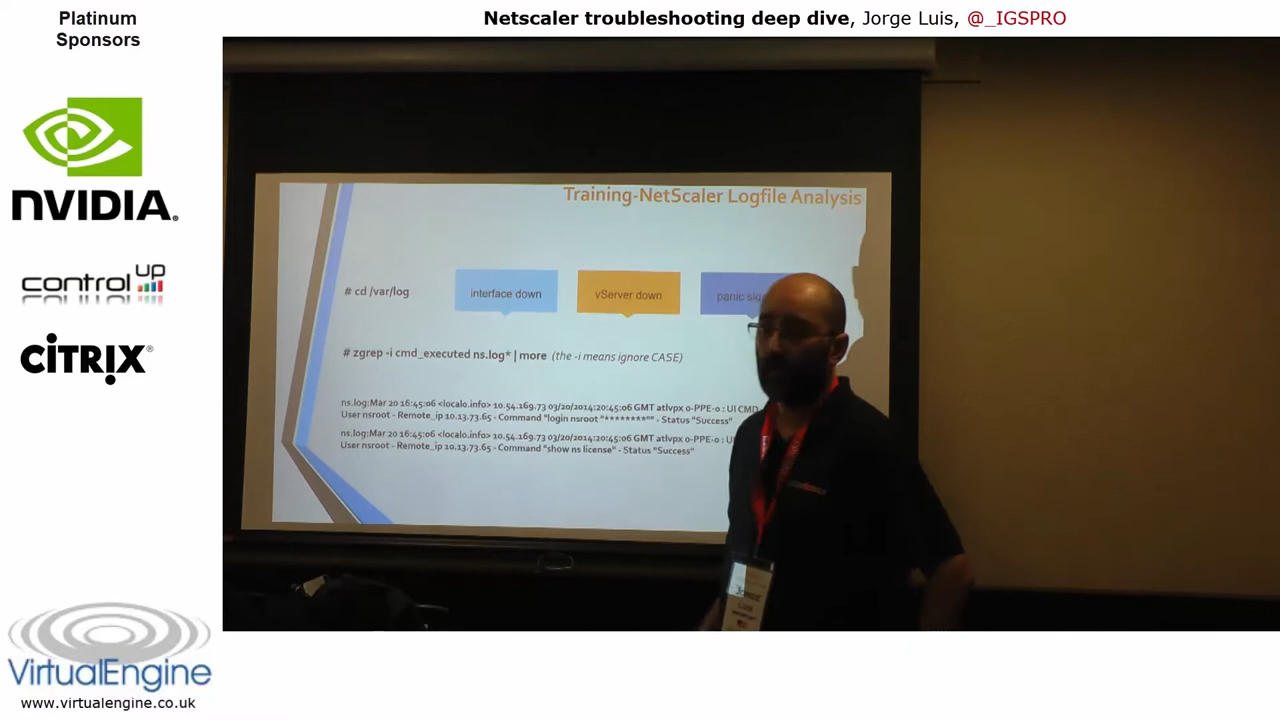 Platinum
Sponsors
Netscaler troubleshooting deep dive, Jorge Luis, @_IGSPRO
NVIDIA.
control UP
CİTRIX®
VirtualEngine
www.virtualengine.co.uk
Training-NetScaler Logfile Analysis
# cd /var/log
interface down
vServer down
panic
# zgrep -i cmd_executed ns.log* | more (the -i means ignore CASE)
ns.log:Mar 20 16:45:06 <local0.info> 10.54.169.73 03/20/2014:20:45:06 GMT atlvpx 0-PPE-0 : UI CMD
User nsroot - Remote_ip 10.13.73.65 - Command "login nsroot "********"" - Status "Success"
ns.log:Mar 20 16:45:06 <local0.info> 10.54.169.73 03/20/2014:20:45:06 GMT atlvpx 0-PPE-0 :
User nsroot - Remote_ip 10.13.73.65 - Command "show ns license" - Status "Success"
Luis